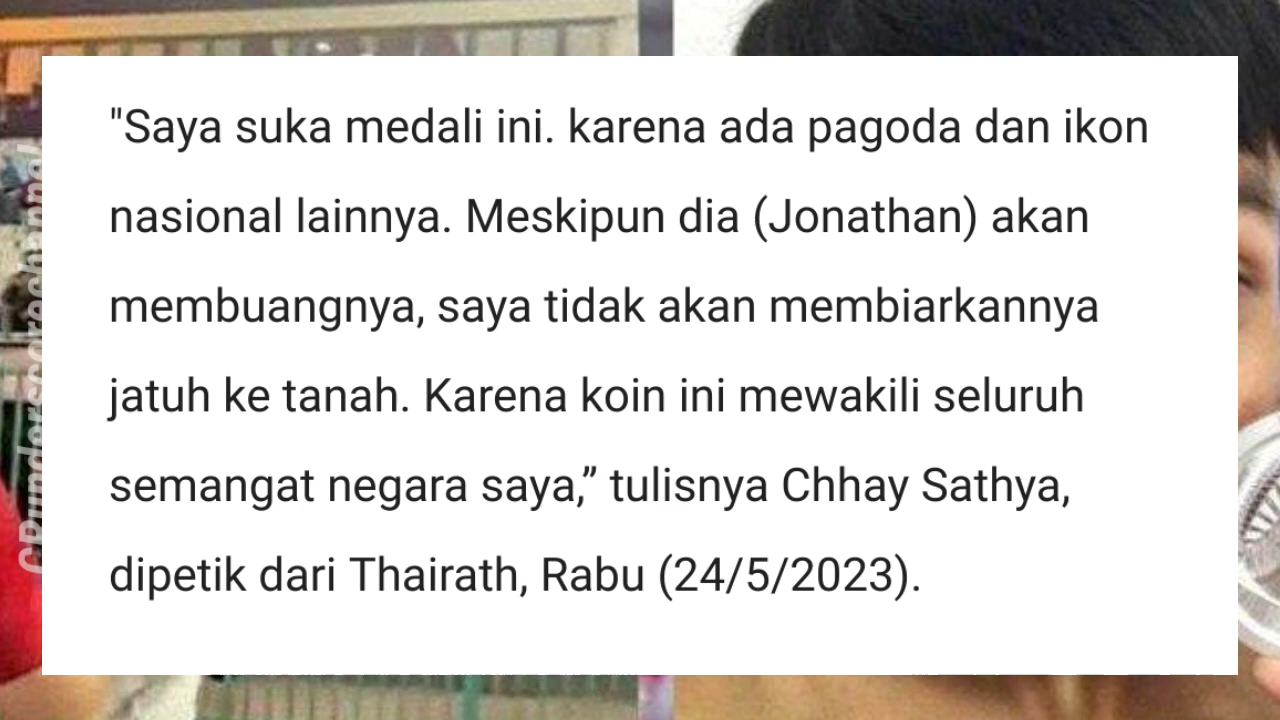 "Saya suka medali ini. karena ada pagoda dan ikon
nasional lainnya. Meskipun dia (Jonathan) akan
membuangnya, saya tidak akan membiarkannya
jatuh ke tanah. Karena koin ini mewakili seluruh
semangat negara saya,” tulisnya Chhay Sathya,
dipetik dari Thairath, Rabu (24/5/2023).